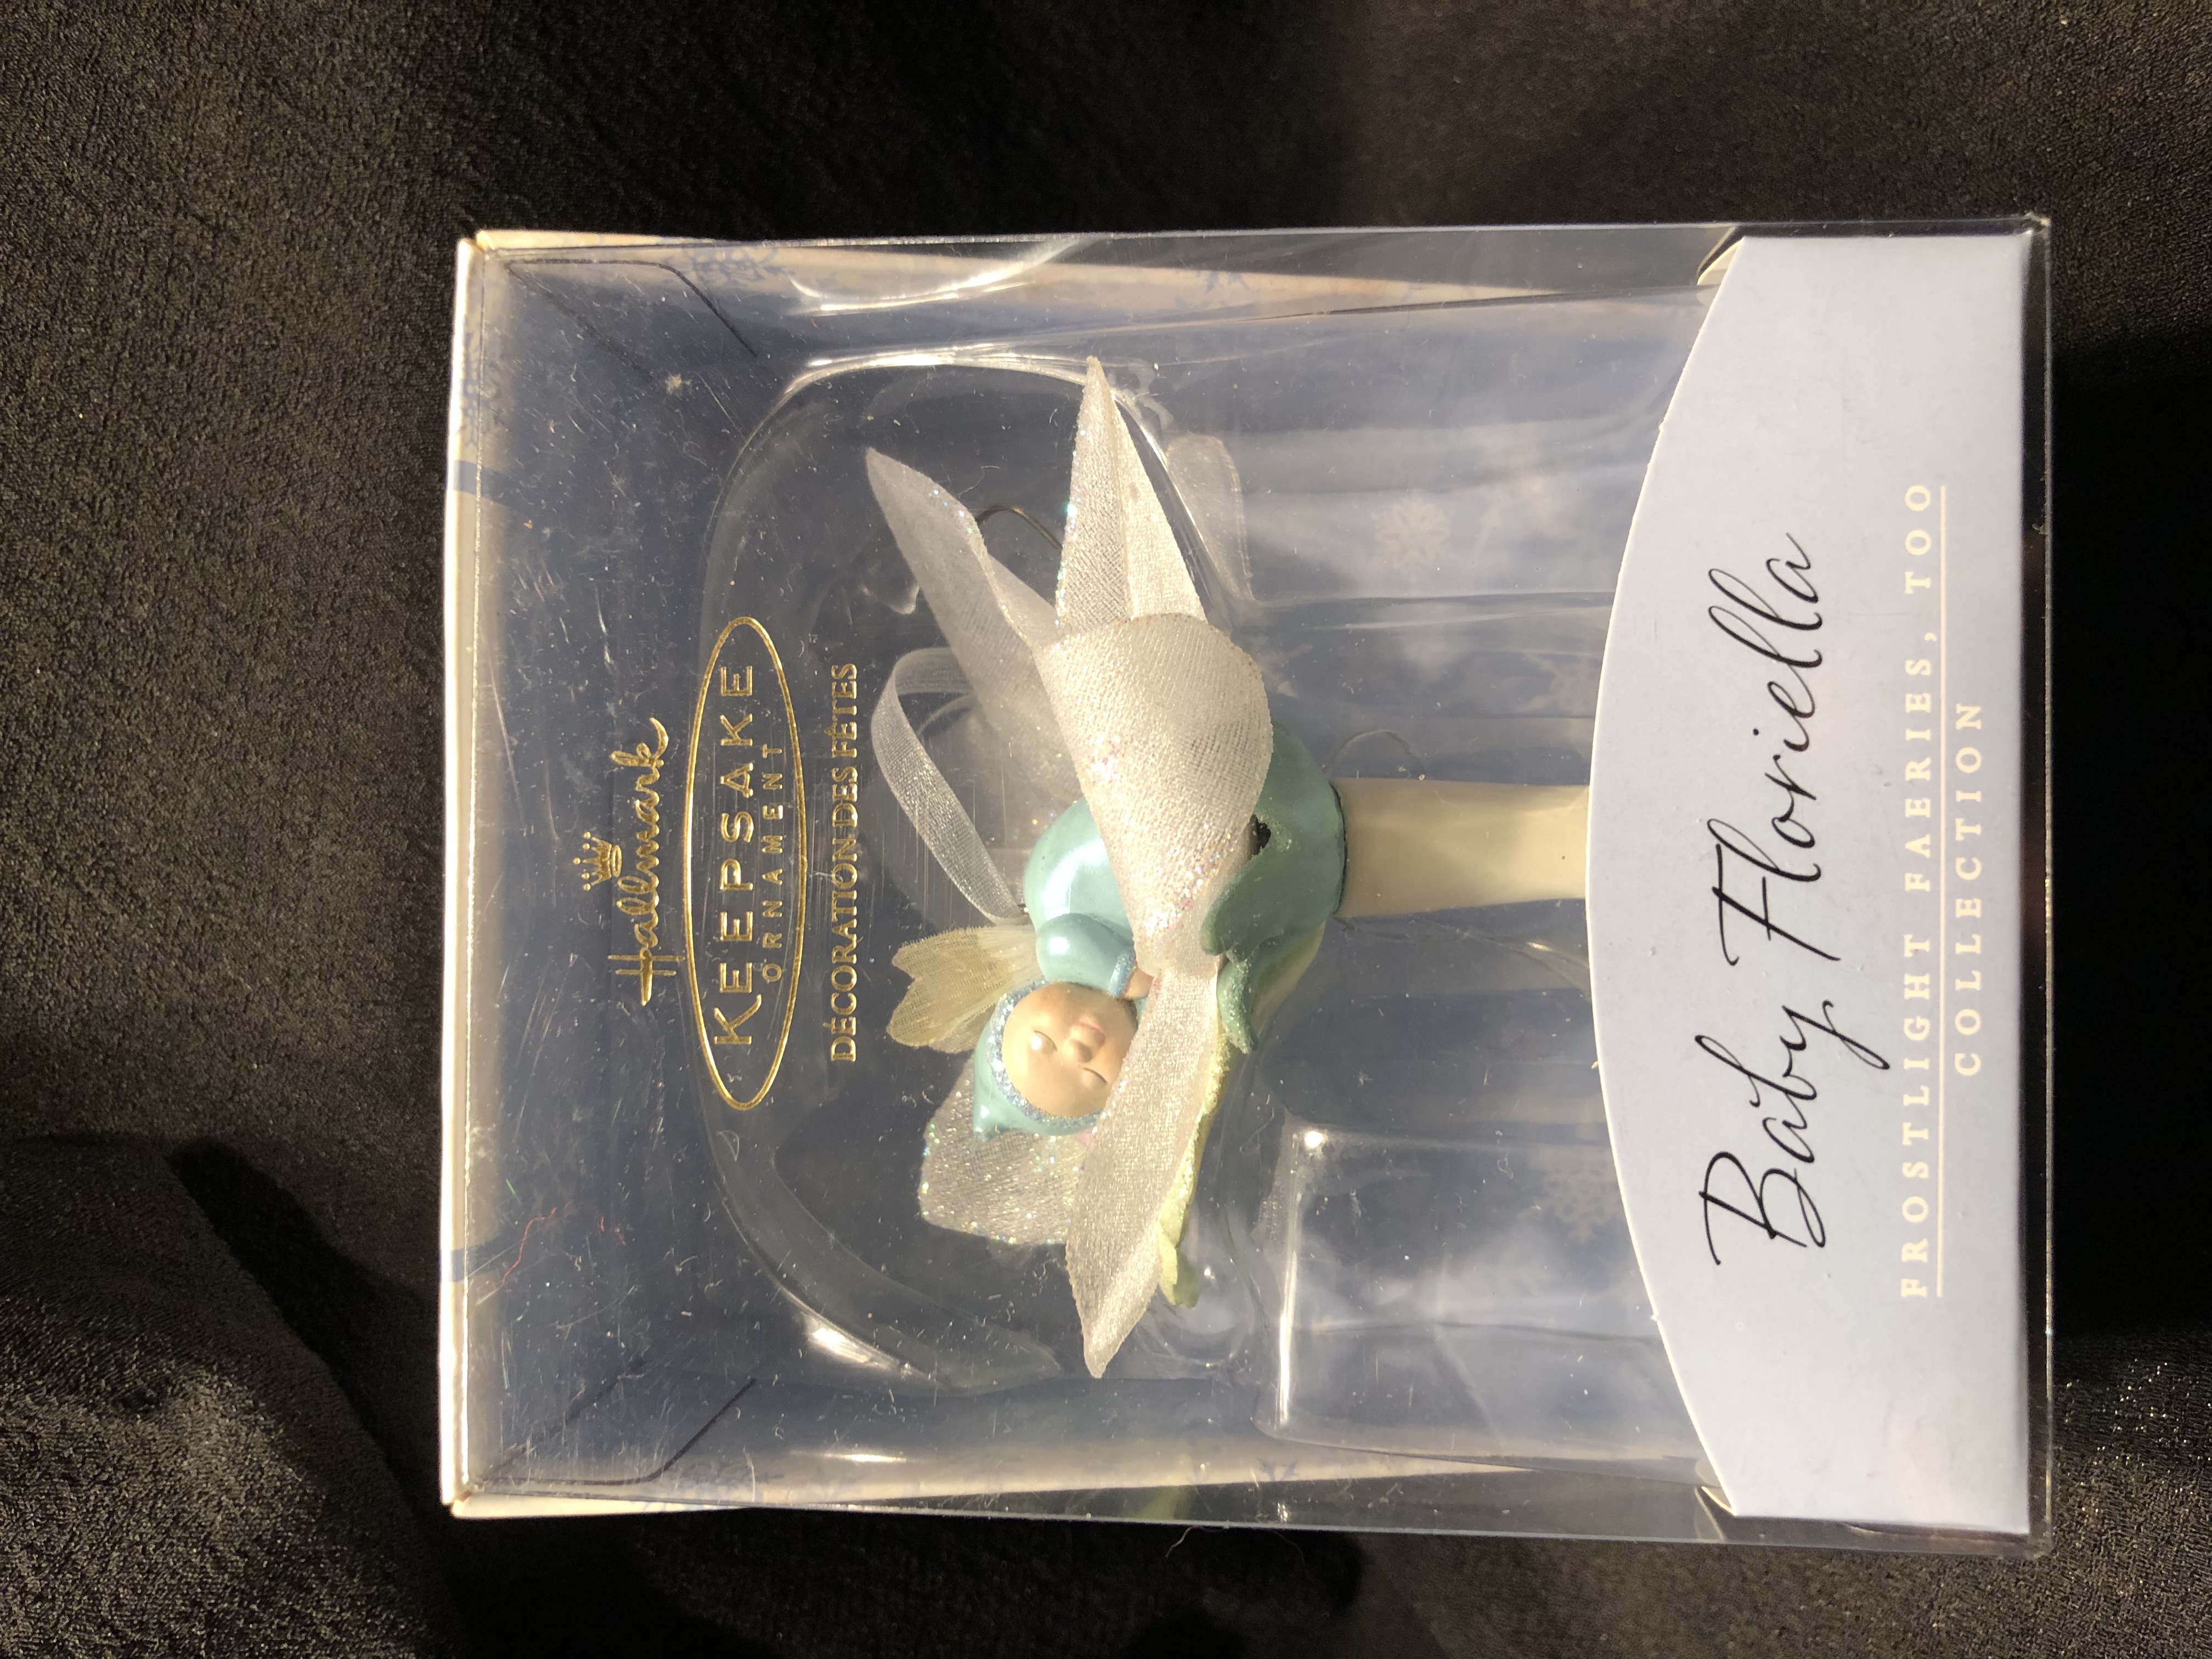 Hallmark
KEEPSAKE
ORNAMENT
DÉCORATION DES FÊTES
Baby Floriella
FROSTLIGHT FAERIES, TOO
COLLECTION